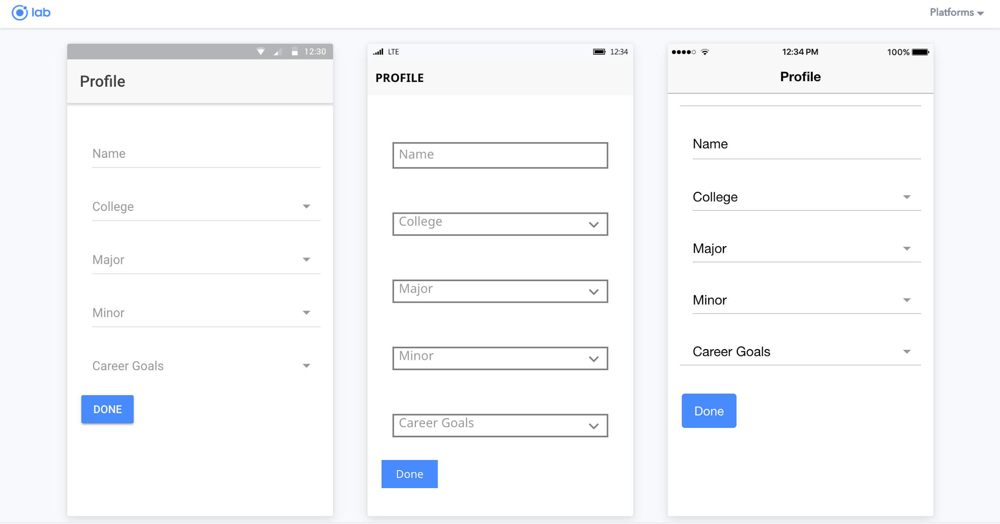 lab
Platforms
12:30
Profile
Name
College
Major
Minor
Career Goals
DONE
LTE
12:34
PROFILE
Name
College
Major
Minor
Career Goals
Done
12:34 PM
100%
Profile
Name
College
Major
Minor
Career Goals
Done